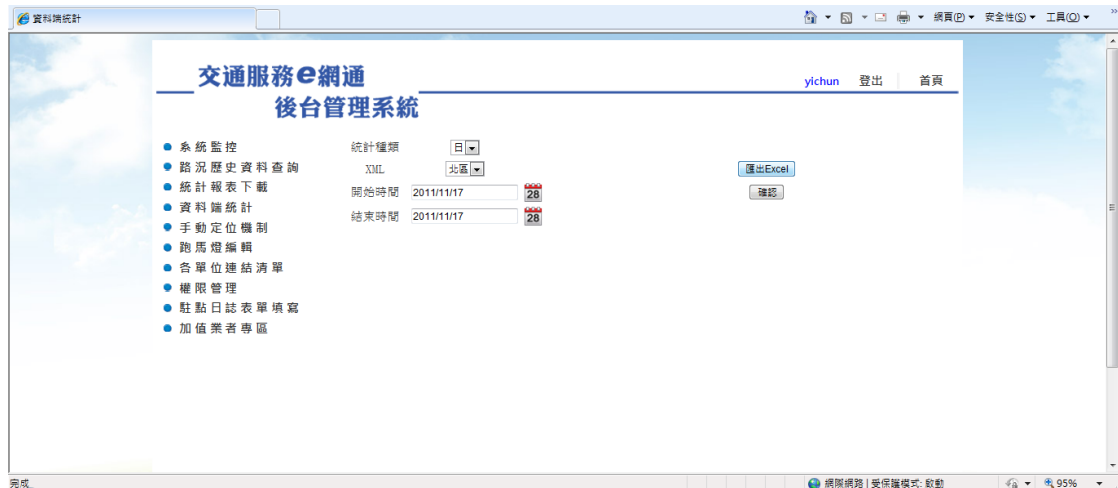 資料端統計
網頁(P) 安全性(S) 工具(O)
交通服務e網通
後台管理系統
yichun 登出 首頁
系統監控
路況歷史資料查詢
統計報表下載
資料端統計
手動定位機制
跑馬燈編輯
各單位連結清單
權限管理
駐點日誌表單填寫
加值業者專區
統計種類 日
XML 北區 匯出Excel
開始時間 2011/11/17 28 確認
結束時間 2011/11/17 28
完成 網際網路 | 受保護模式: 啟動 95%